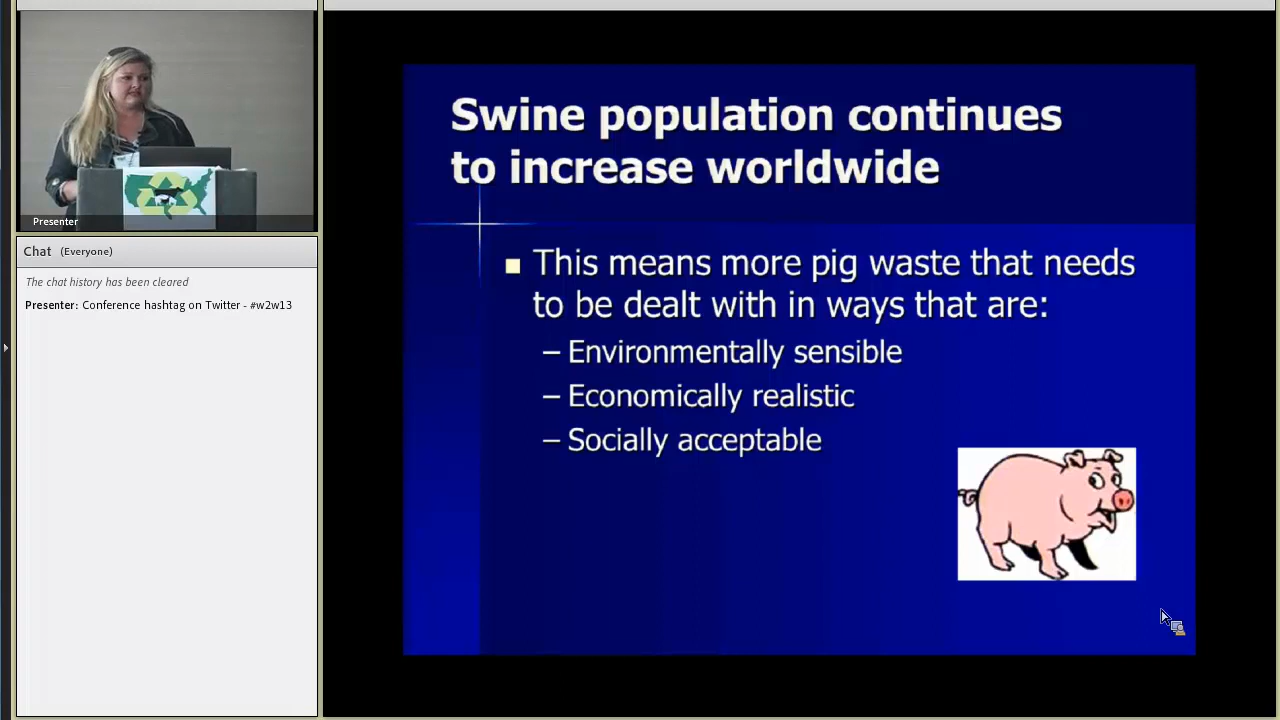 Presenter
Chat (Everyone)
The chat history has been cleared
Presenter: Conference hashtag on Twitter - #w2w13
Swine population continues
to increase worldwide
This means more pig waste that needs
to be dealt with in ways that are:
– Environmentally sensible
– Economically realistic
– Socially acceptable